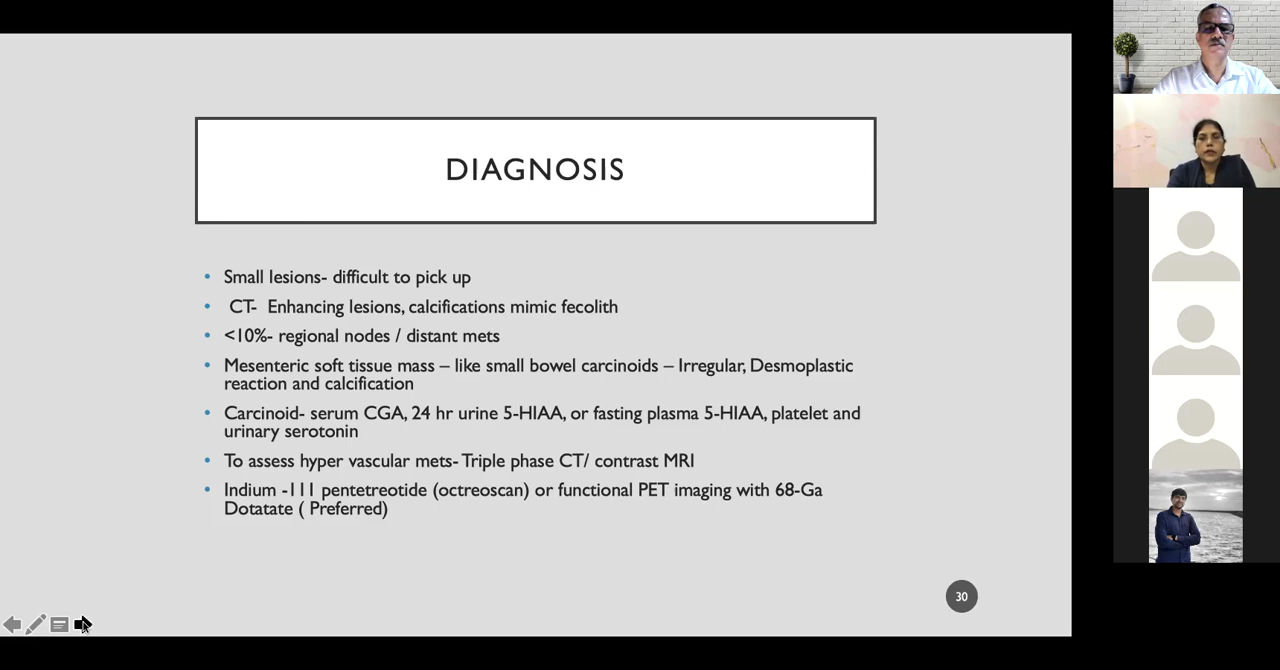 DIAGNOSIS
• Small lesions- difficult to pick up
• CT- Enhancing lesions, calcifications mimic fecolith
• <10%- regional nodes / distant mets
• Mesenteric soft tissue mass – like small bowel carcinoids – Irregular, Desmoplastic
reaction and calcification
• Carcinoid- serum CGA, 24 hr urine 5-HIAA, or fasting plasma 5-HIAA, platelet and
urinary serotonin
• To assess hyper vascular mets- Triple phase CT/ contrast MRI
• Indium -111 pentetreotide (octreoscan) or functional PET imaging with 68-Ga
Dotatate ( Preferred)
30